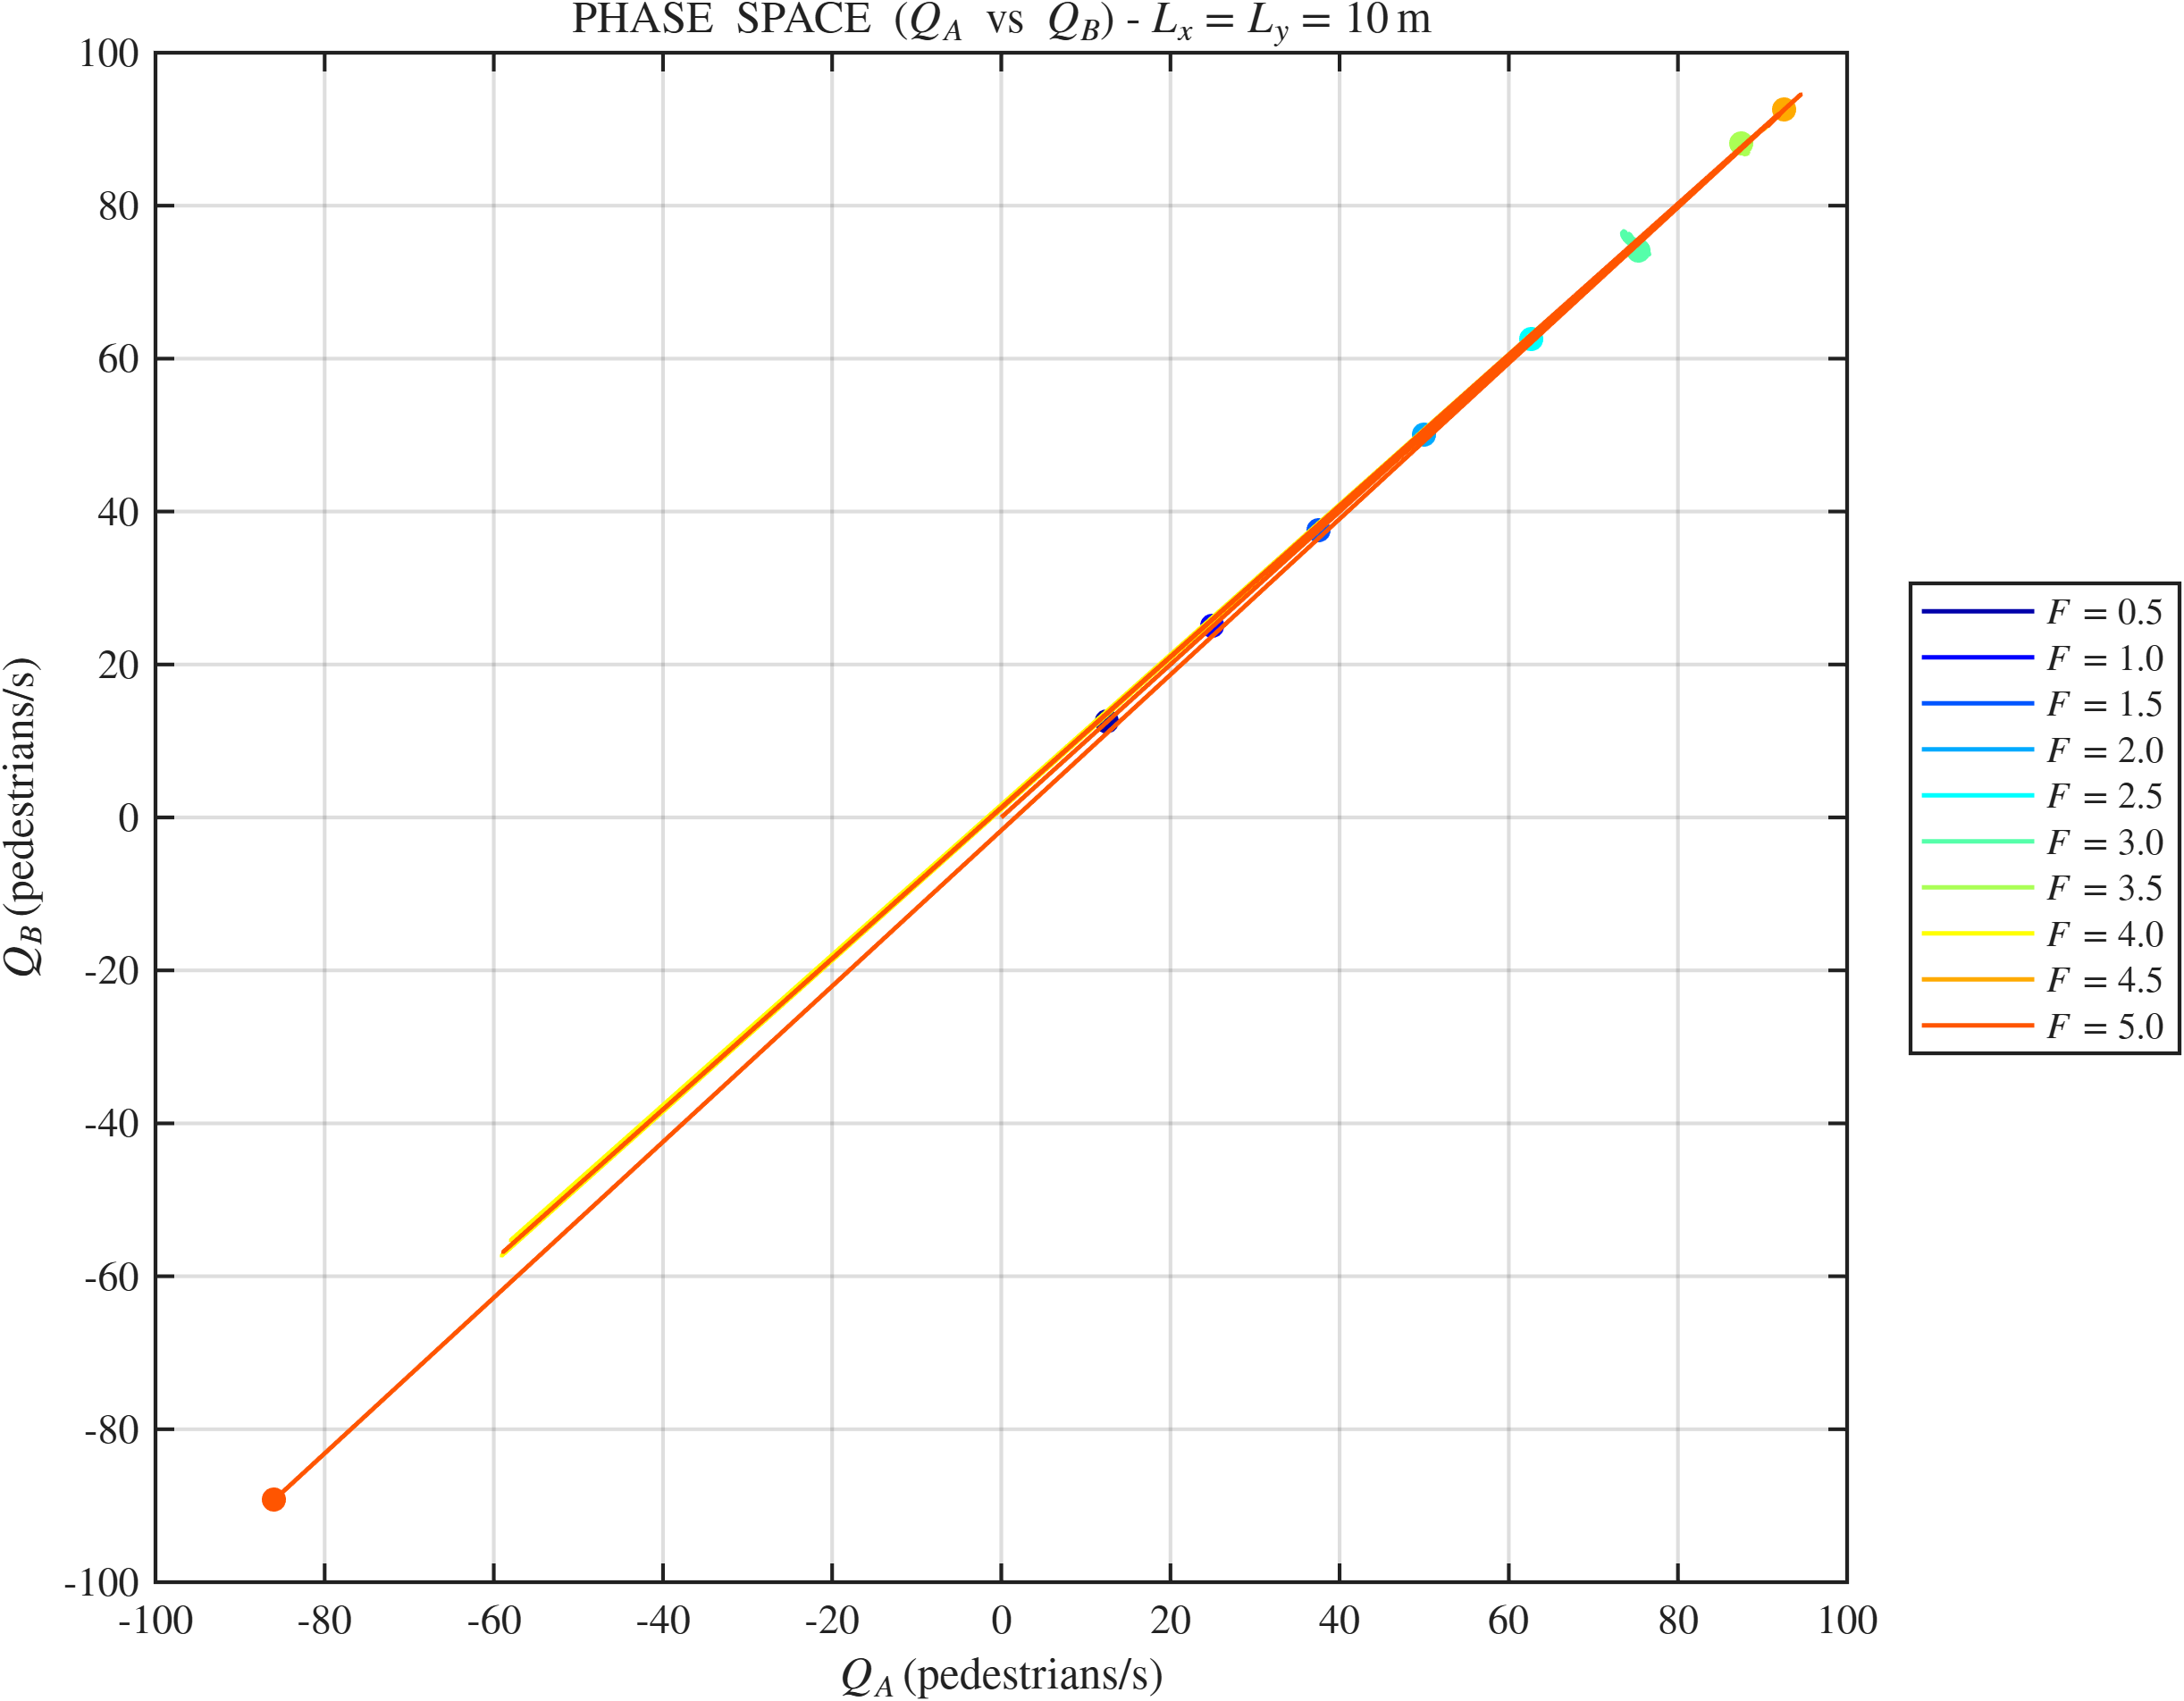 PHASE SPACE (Q_A vs Q_B) - L_x = L_y = 10 m
100
80
60
40
20
0
-20
-40
-60
-80
-100
Q_B (pedestrians/s)
-100 -80 -60 -40 -20 0 20 40 60 80 100
Q_A (pedestrians/s)
F = 0.5
F = 1.0
F = 1.5
F = 2.0
F = 2.5
F = 3.0
F = 3.5
F = 4.0
F = 4.5
F = 5.0